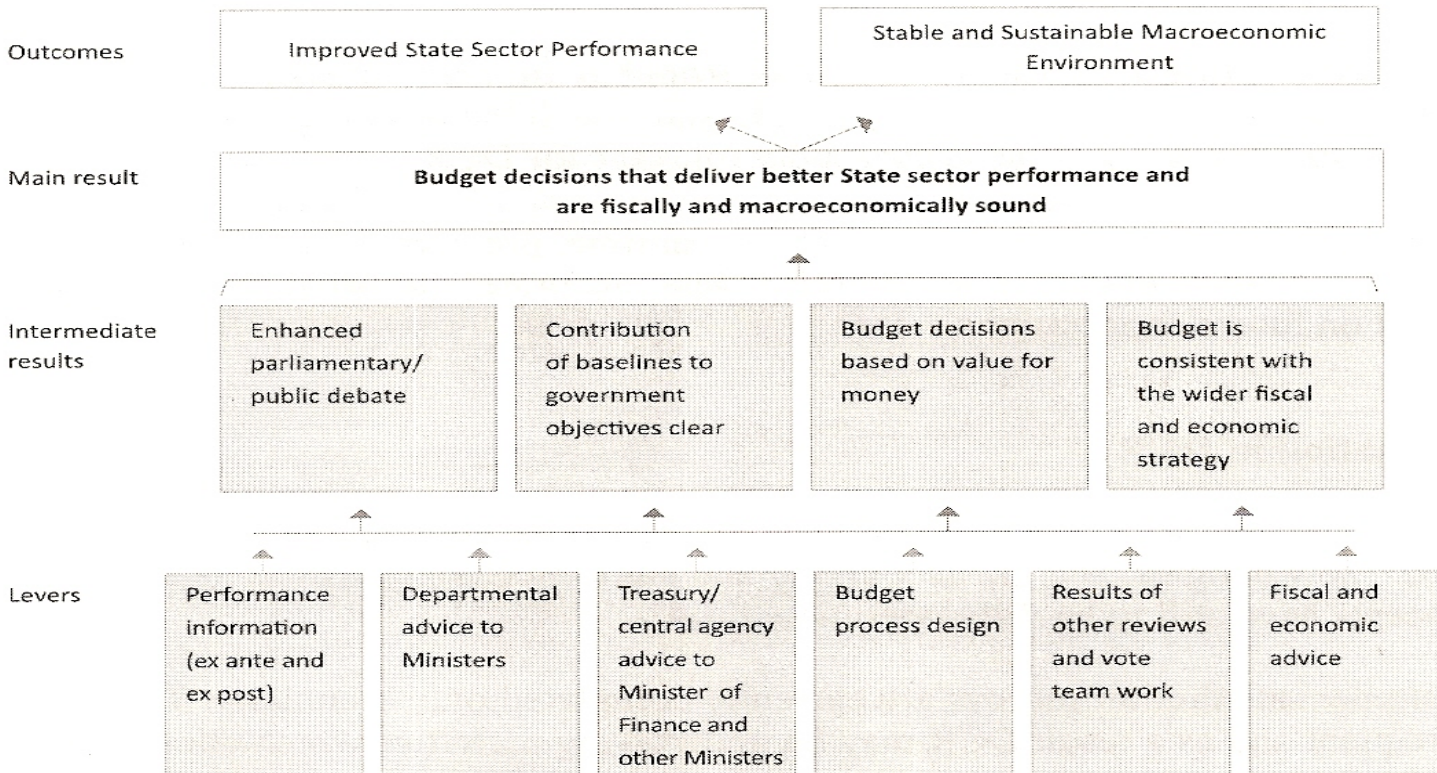 Outcomes
Improved State Sector Performance
Stable and Sustainable Macroeconomic
Environment
Main result
Budget decisions that deliver better State sector performance and
are fiscally and macroeconomically sound
Intermediate
results
Enhanced
parliamentary/
public debate
Contribution
of baselines to
government
objectives clear
Budget decisions
based on value for
money
Budget is
consistent with
the wider fiscal
and economic
strategy
Levers
Performance
information
(ex ante and
ex post)
Departmental
advice to
Ministers
Treasury/
central agency
advice to
Minister of
Finance and
other Ministers
Budget
process design
Results of
other reviews
and vote
team work
Fiscal and
economic
advice